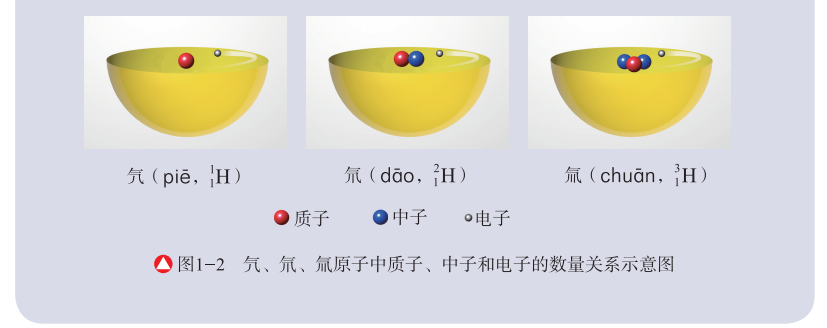 氕（piē，¹₁H） 氘（dāo，²₁H） 氚（chuān，³₁H）
质子 中子 电子
图1-2 氕、氘、氚原子中质子、中子和电子的数量关系示意图